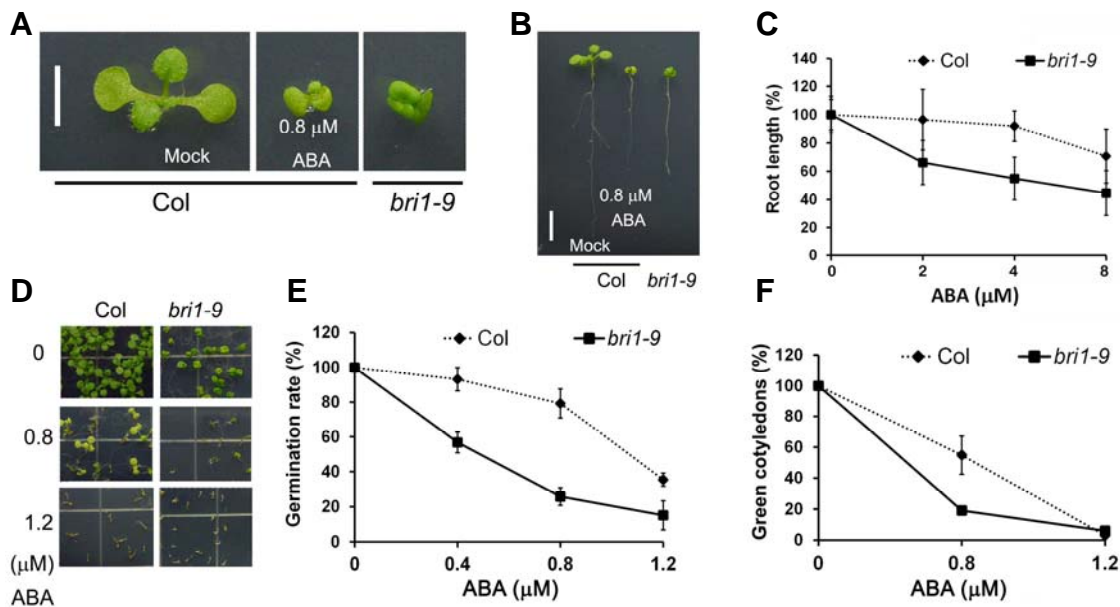 A
Mock
0.8 μM
ABA
Col
bri1-9
B
0.8 μM
ABA
Mock
Col
bri1-9
C
Col
bri1-9
Root length (%)
140
120
100
80
60
40
20
0
0
2
4
8
ABA (μM)
D
Col
bri1-9
0
0.8
1.2
(μM)
ABA
E
Col
bri1-9
Germination rate (%)
120
100
80
60
40
20
0
0
0.4
0.8
1.2
ABA (μM)
F
Col
bri1-9
Green cotyledons (%)
120
100
80
60
40
20
0
0
0.8
1.2
ABA (μM)